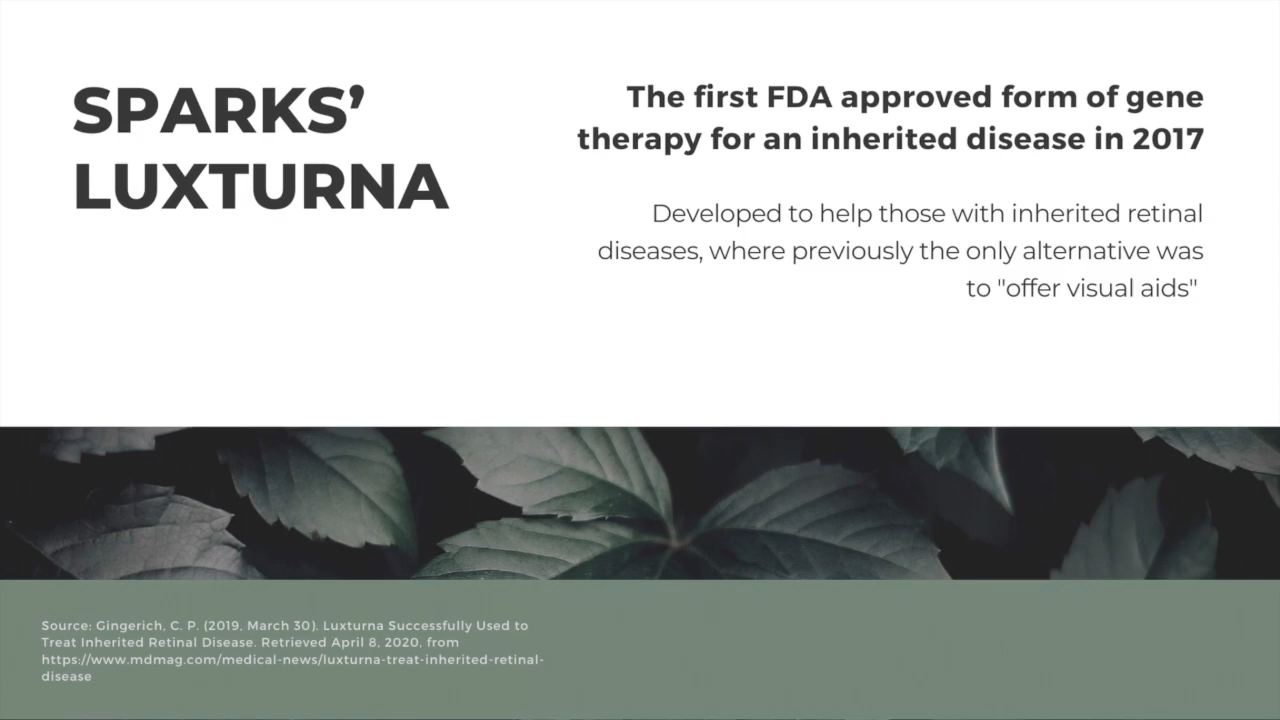 SPARKS’
LUXTURNA
The first FDA approved form of gene
therapy for an inherited disease in 2017
Developed to help those with inherited retinal
diseases, where previously the only alternative was
to "offer visual aids"
Source: Gingerich, C. P. (2019, March 30). Luxturna Successfully Used to
Treat Inherited Retinal Disease. Retrieved April 8, 2020, from
https://www.mdmag.com/medical-news/luxturna-treat-inherited-retinal-
disease